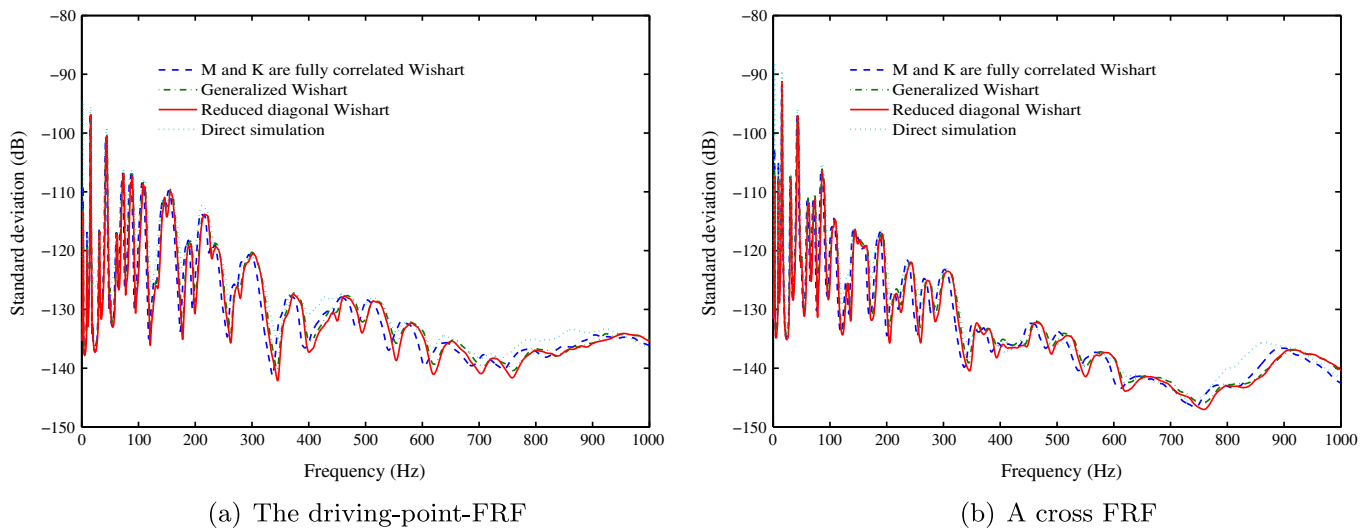 −80
−90
−100
−110
−120
−130
−140
−150
Standard deviation (dB)
M and K are fully correlated Wishart
Generalized Wishart
Reduced diagonal Wishart
Direct simulation
0 100 200 300 400 500 600 700 800 900 1000
Frequency (Hz)
(a) The driving-point-FRF
−80
−90
−100
−110
−120
−130
−140
−150
Standard deviation (dB)
M and K are fully correlated Wishart
Generalized Wishart
Reduced diagonal Wishart
Direct simulation
0 100 200 300 400 500 600 700 800 900 1000
Frequency (Hz)
(b) A cross FRF